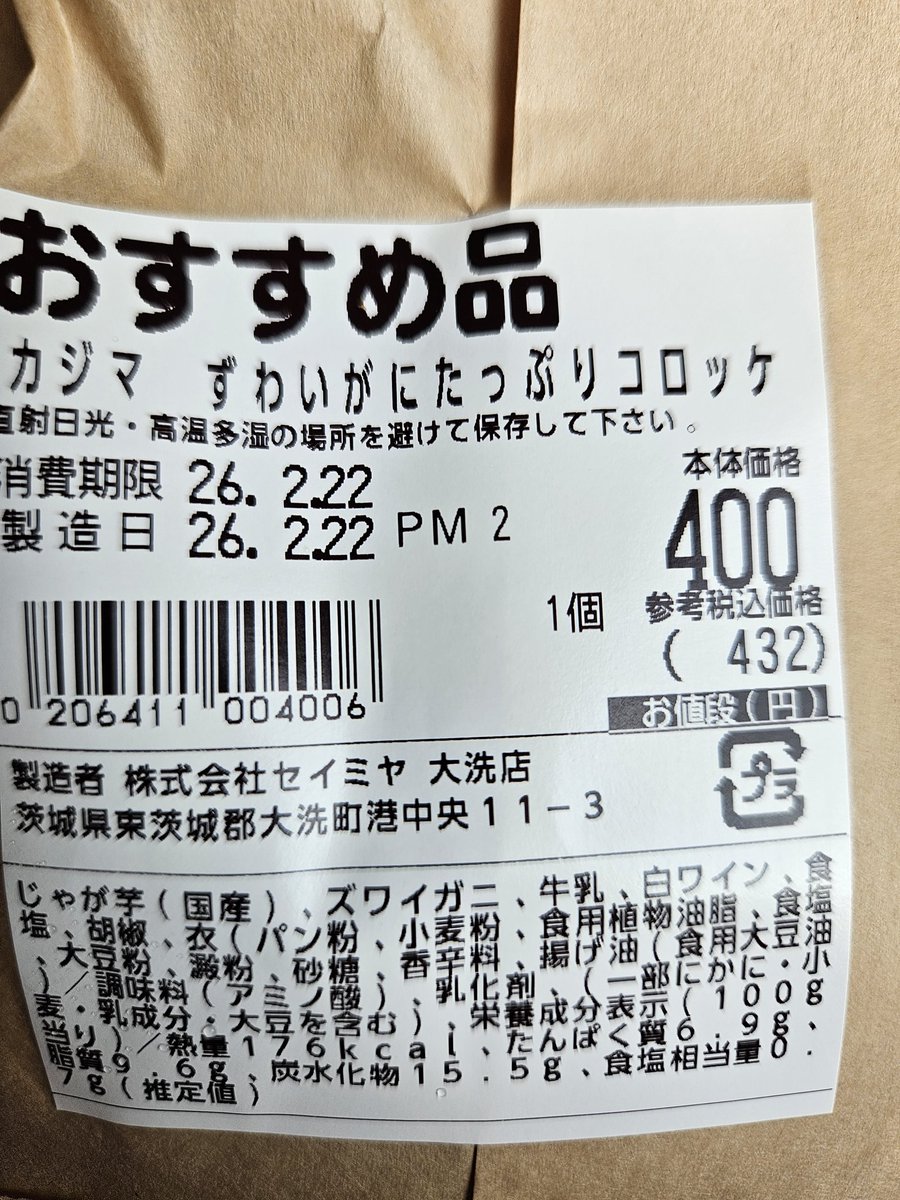 おすすめ品
カジマ ずわいがにたっぷりコロッケ
直射日光・高温多湿の場所を避けて保存して下さい。
消費期限 26. 2.22
製造日 26. 2.22 PM 2
本体価格
400
1個
参考税込価格
( 432)
お値段(円)
0 206411 004006
プラ
製造者 株式会社セイミヤ 大洗店
茨城県東茨城郡大洗町港中央11-3
じゃが芋(国産)、ズワイガニ、牛乳、白ワイン、食
塩、胡椒、衣(パン粉、小麦粉、食用植物油脂、食塩
、大豆粉、澱粉、砂糖、香辛料、揚げ油(食用大豆油
)/調味料(アミノ酸)、乳化剤、(一部にかに・小
麦・乳成分・大豆を含む)、栄養成分表示(100g
当り)/熱量176kcal、たんぱく質6.9g、
脂質9.6g、炭水化物15.5g、食塩相当量0.
7g(推定値)